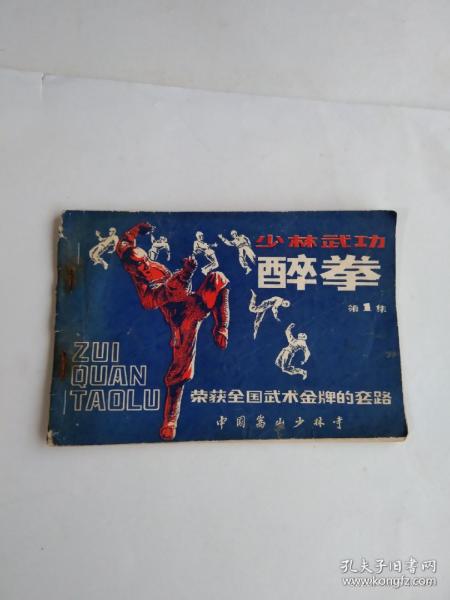 少林武功
醉拳
第1集
ZUI
QUAN
TAOLU
荣获全国武术金牌的套路
中国嵩山少林寺
孔夫子旧书网
www.kongfz.com